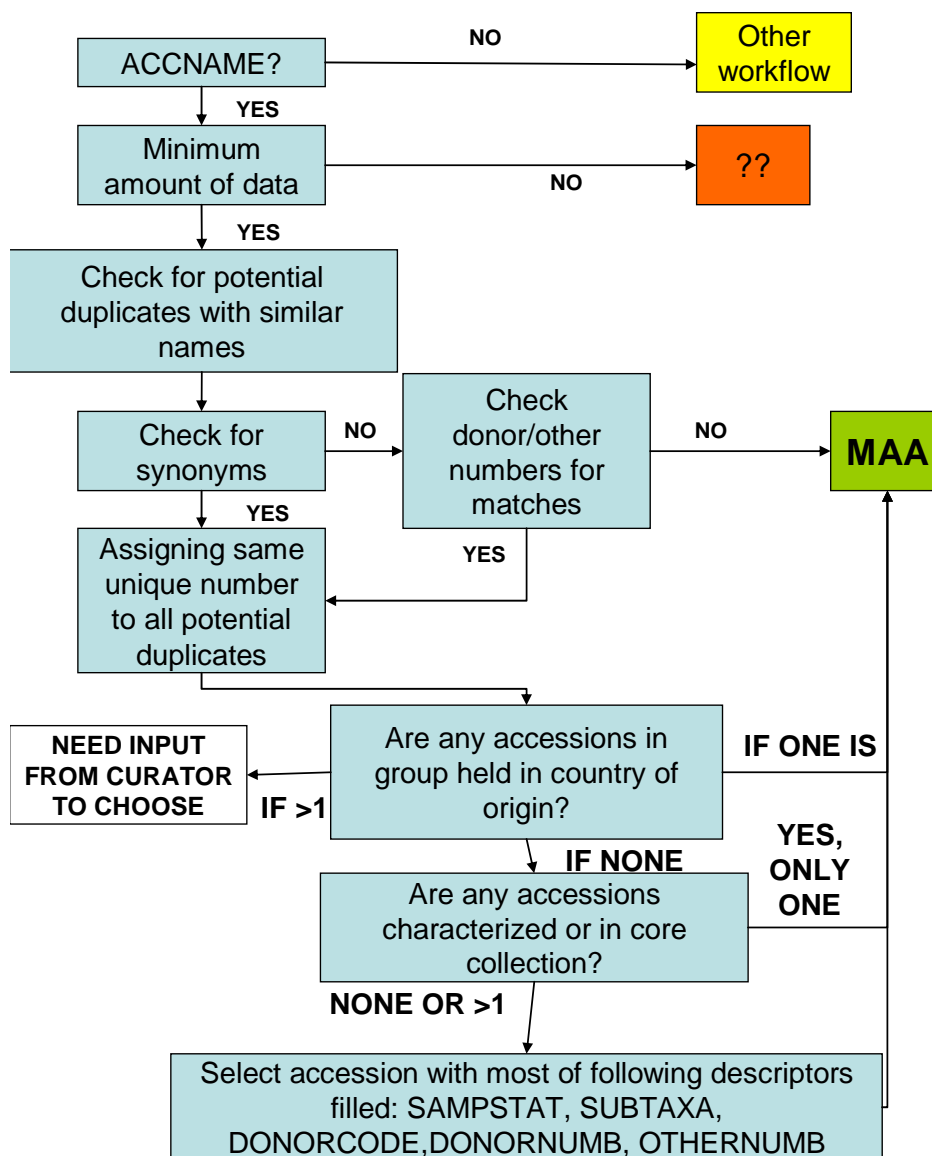 NO
Other
workflow
ACCNAME?
YES
Minimum
amount of data
NO
??
YES
Check for potential
duplicates with similar
names
Check for
synonyms
NO
Check
donor/other
numbers for
matches
NO
MAA
YES
YES
Assigning same
unique number
to all potential
duplicates
NEED INPUT
FROM CURATOR
TO CHOOSE
IF >1
Are any accessions in
group held in country of
origin?
IF ONE IS
IF NONE
YES,
ONLY
ONE
Are any accessions
characterized or in core
collection?
NONE OR >1
Select accession with most of following descriptors
filled: SAMPSTAT, SUBTAXA,
DONORCODE,DONORNUMB, OTHERNUMB